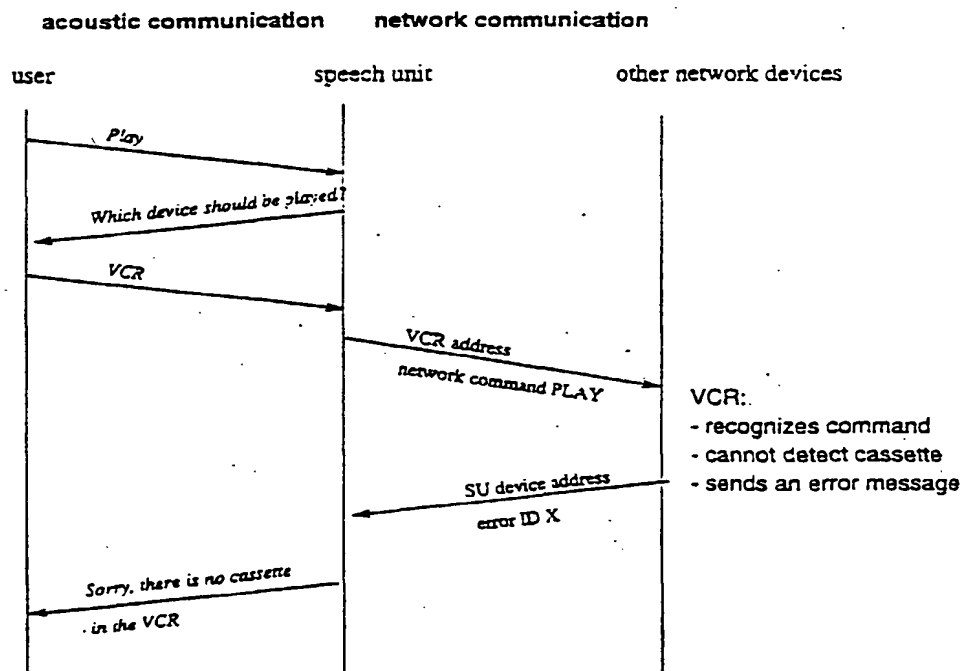 acoustic communication network communication
user speech unit other network devices
Play
Which device should be played?
VCR
VCR address
network command PLAY
VCR:
- recognizes command
- cannot detect cassette
- sends an error message
SU device address
error ID X
Sorry, there is no cassette
in the VCR